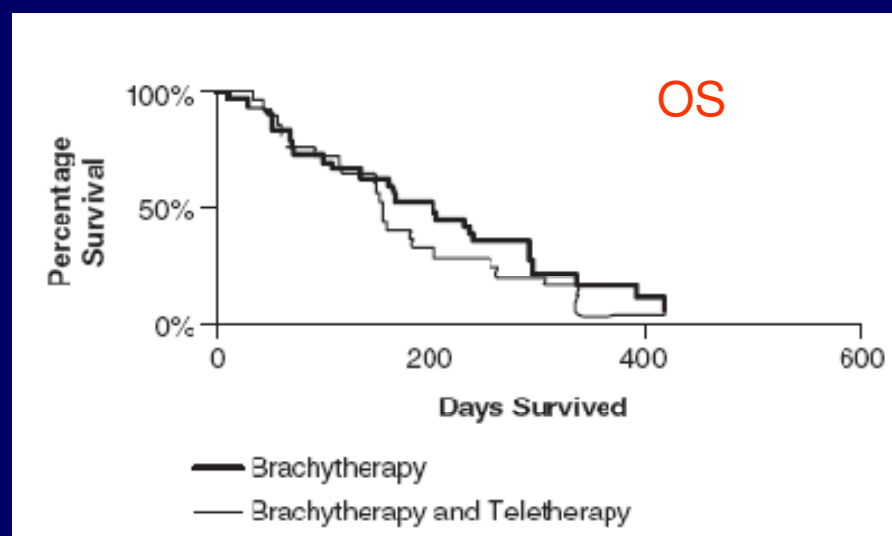 OS
100%
50%
0%
Percentage
Survival
0
200
400
600
Days Survived
Brachytherapy
Brachytherapy and Teletherapy